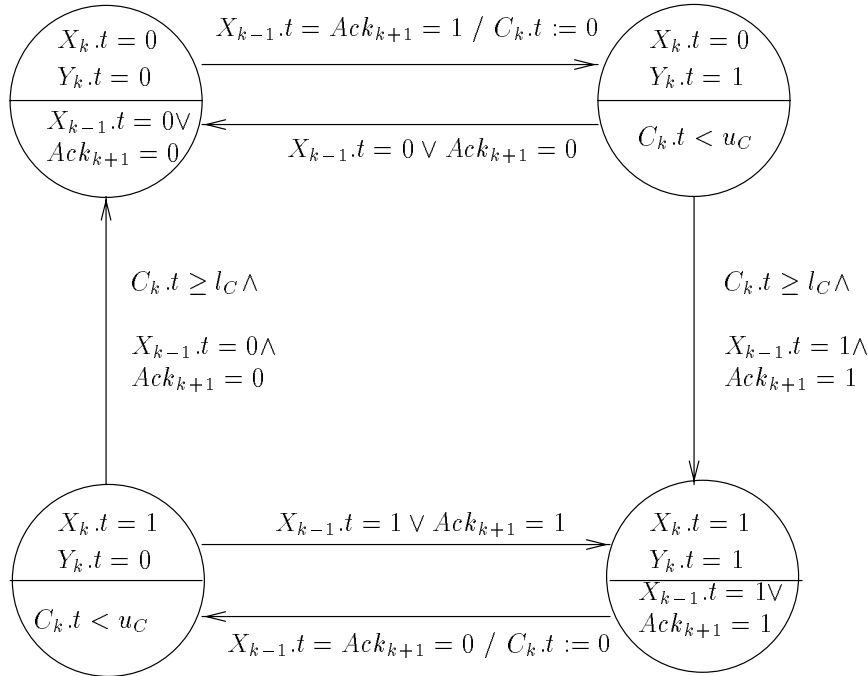 X_k.t = 0
Y_k.t = 0
X_{k-1}.t = 0∨
Ack_{k+1} = 0
X_{k-1}.t = Ack_{k+1} = 1 / C_k.t := 0
X_{k-1}.t = 0 ∨ Ack_{k+1} = 0
X_k.t = 0
Y_k.t = 1
C_k.t < u_C
C_k.t ≥ l_C ∧
X_{k-1}.t = 0∧
Ack_{k+1} = 0
C_k.t ≥ l_C ∧
X_{k-1}.t = 1∧
Ack_{k+1} = 1
X_k.t = 1
Y_k.t = 0
C_k.t < u_C
X_{k-1}.t = 1 ∨ Ack_{k+1} = 1
X_{k-1}.t = Ack_{k+1} = 0 / C_k.t := 0
X_k.t = 1
Y_k.t = 1
X_{k-1}.t = 1∨
Ack_{k+1} = 1